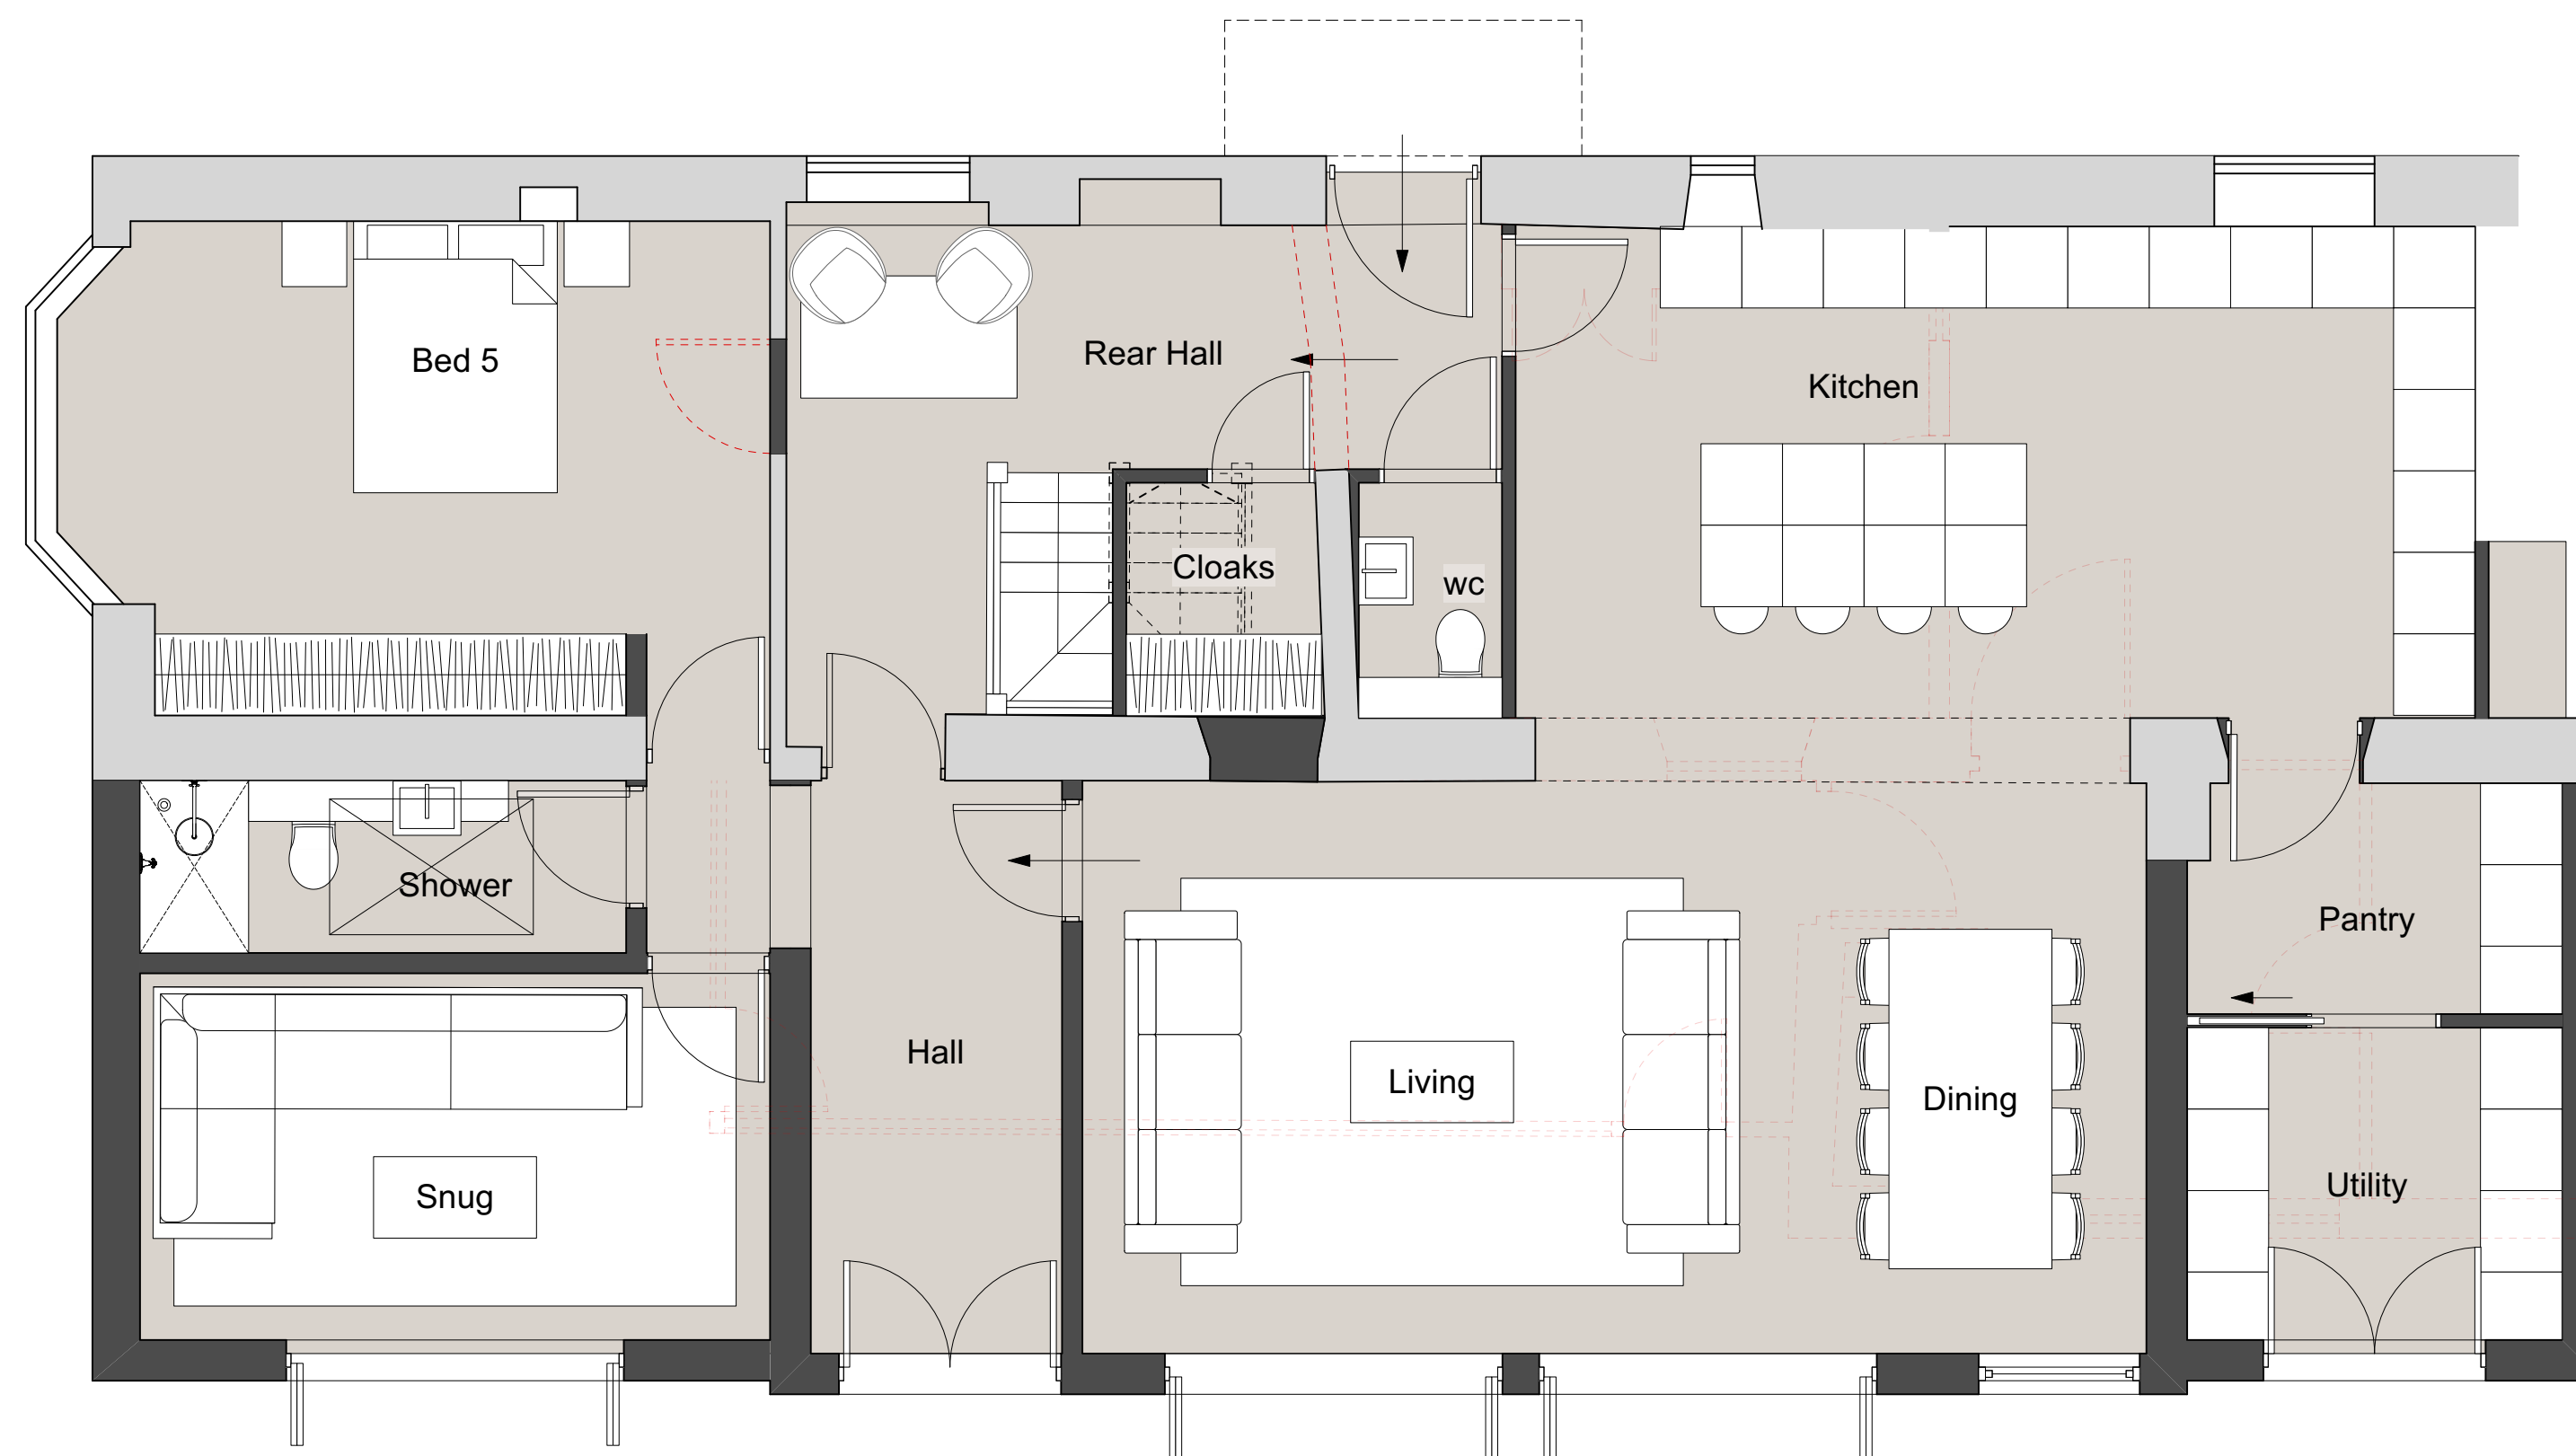 Bed 5
Rear Hall
Kitchen
Cloaks
wc
Shower
Pantry
Hall
Living
Dining
Snug
Utility